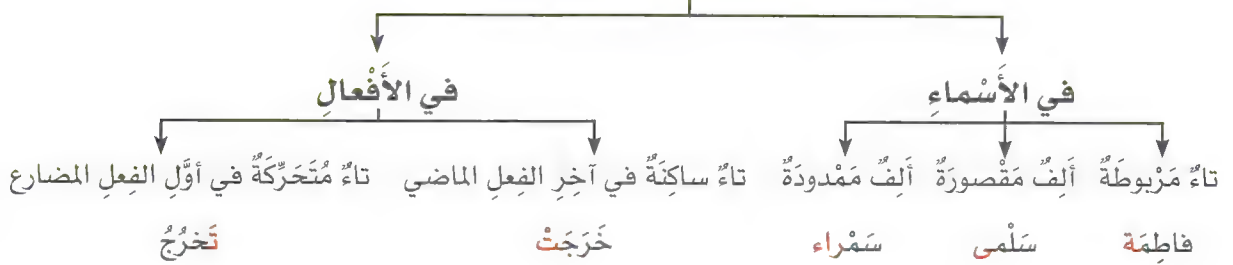 في الأَسْماءِ في الأَفْعالِ
تاءٌ مَرْبوطَةٌ أَلِفٌ مَقْصورَةٌ أَلِفٌ مَمْدودَةٌ تاءٌ ساكِنَةٌ في آخِرِ الفِعلِ الماضي تاءٌ مُتَحَرِّكَةٌ في أوَّلِ الفِعلِ المضارع
فاطِمَة سَلْمى سَمْراء خَرَجَتْ تَخرُجُ